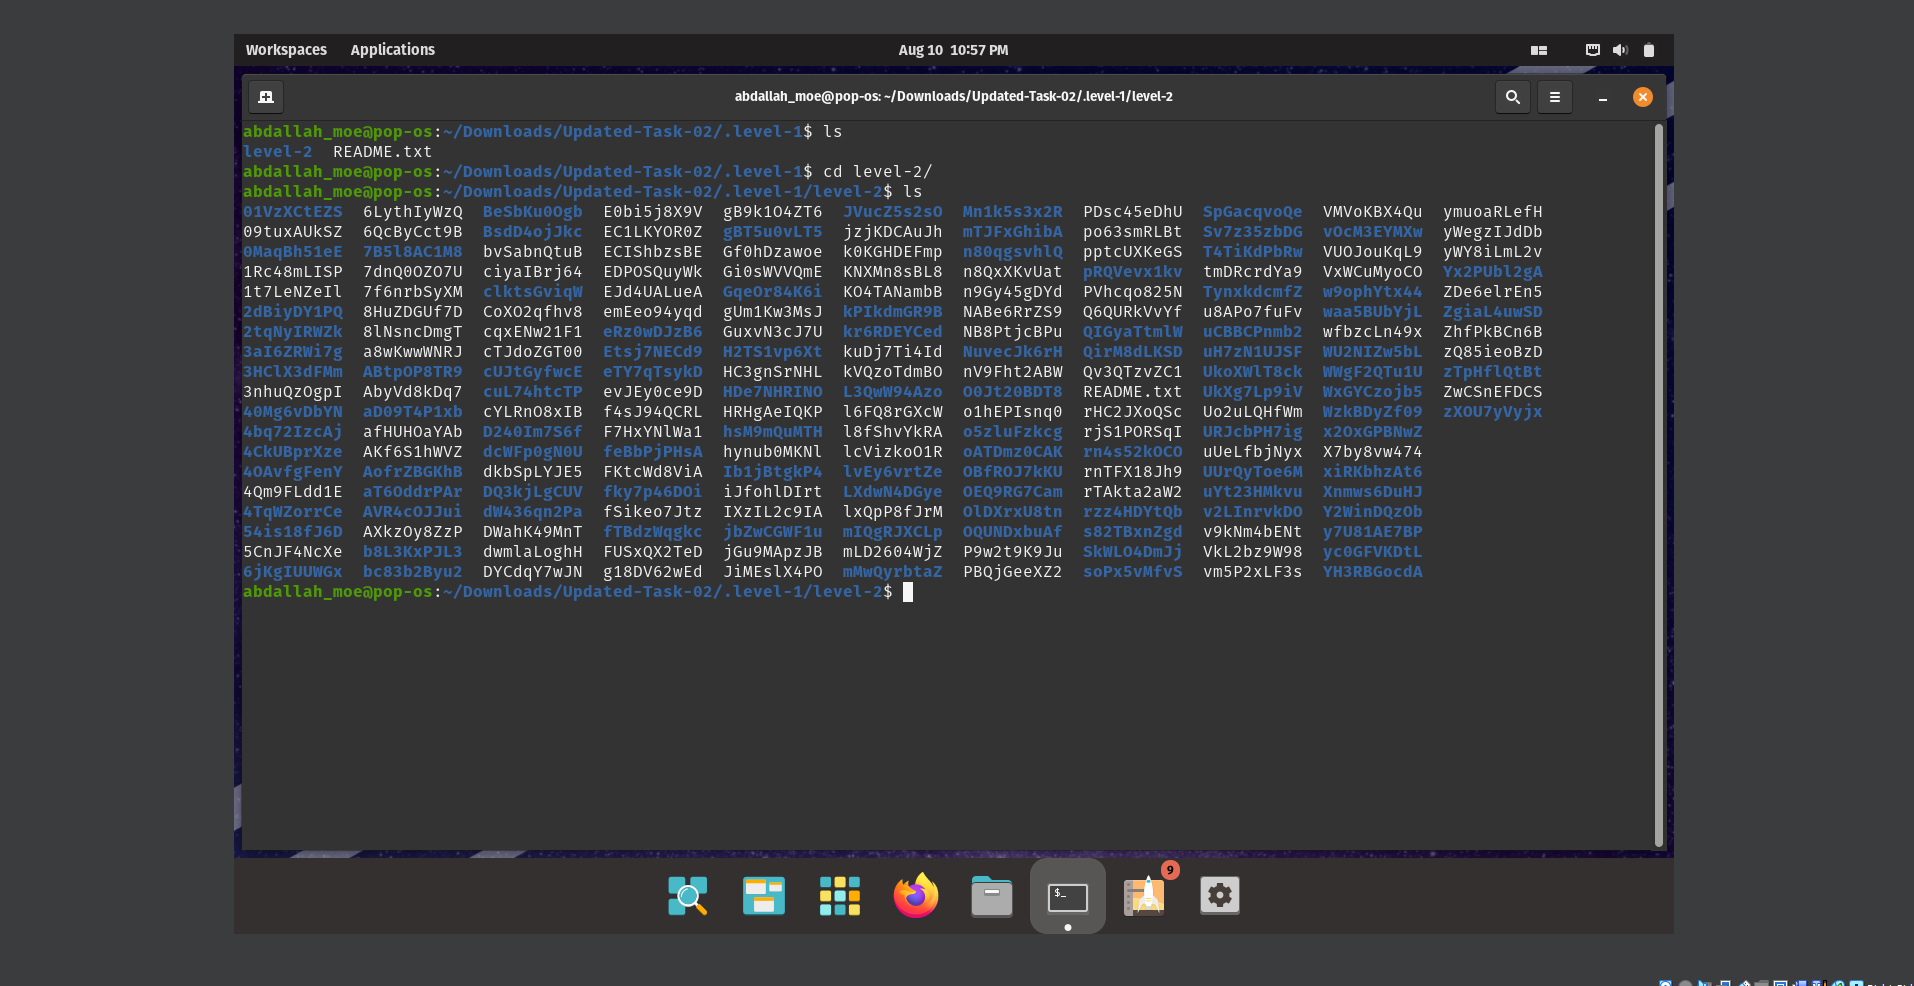 Workspaces Applications Aug 10 10:57 PM
abdallah_moe@pop-os: ~/Downloads/Updated-Task-02/.level-1/level-2
abdallah_moe@pop-os:~/Downloads/Updated-Task-02/.level-1$ ls
level-2 README.txt
abdallah_moe@pop-os:~/Downloads/Updated-Task-02/.level-1$ cd level-2/
abdallah_moe@pop-os:~/Downloads/Updated-Task-02/.level-1/level-2$ ls
01VzXCtEZS 6LythIyWzQ BeSbKu0Ogb E0bi5j8X9V gB9k1O4ZT6 JVucZ5s2sO Mn1k5s3x2R PDsc45eDhU SpGacqvoQe VMVoKBX4Qu ymuoaRLefH
09tuxAUkSZ 6QcByCct9B BsdD4ojJkc EC1LKYOR0Z gBT5u0vLT5 jzjKDCAuJh mTJFxGhibA po63smRLBt Sv7z35zbDG vOcM3EYMXw yWegzIJdDb
0MaqBh51eE 7B5l8AC1M8 bvSabnQtuB ECIShbzsBE Gf0hDzawoe k0KGHDEFmp n80qgsvhlQ pptcUXKeGS T4TiKdPbRw VUOJouKqL9 yWY8iLmL2v
1Rc48mLISP 7dnQ0OZO7U ciyaIBrj64 EDPOSQuyWk Gi0sWVVQmE KNXMn8sBL8 n8QxXKvUat pRQVevx1kv tmDRcrdYa9 VxWCuMyoCO Yx2PUbl2gA
1t7LeNZeIl 7f6nrbSyXM clktsGviqW EJd4UALueA GqeOr84K6i KO4TANambB n9Gy45gDYd PVhcqo825N TynxkdcmfZ w9ophYtx44 ZDe6elrEn5
2dBiyDY1PQ 8HuZDGUf7D CoXO2qfhv8 emEeo94yqd gUm1Kw3MsJ kPIkdmGR9B NABe6RrZS9 Q6QURkVvYf u8APo7fuFv waa5BUbYjL ZgiaL4uwSD
2tqNyIRWZk 8lNsncDmgT cqxENw21F1 eRz0wDJzB6 GuxvN3cJ7U kr6RDEYCed NB8PtjcBPu QIGyaTtmlW uCBBCPnmb2 wfbzcLn49x ZhfPkBCn6B
3aI6ZRWi7g a8wKwwWNRJ cTJdoZGT00 Etsj7NECd9 H2TS1vp6Xt kuDj7Ti4Id NuvecJk6rH QirM8dLKSD uH7zN1UJSF WU2NIZw5bL zQ85ieoBzD
3HClX3dFMm ABtpOP8TR9 cUJtGyfwcE eTY7qTsykD HC3gnSrNHL kVQzoTdmBO nV9Fht2ABW Qv3QTzvZC1 UkoXWlT8ck WWgF2QTu1U zTpHflQtBt
3nhuQzOgpI AbyVd8kDq7 cuL74htcTP evJEy0ce9D HDe7NHRINO L3QwW94Azo O0Jt20BDT8 README.txt UkXg7Lp9iV WxGYCzojb5 ZwCSnEFDCS
40Mg6vDbYN aD09T4P1xb cYLRnO8xIB f4sJ94QCRL HRHgAeIQKP l6FQ8rGXcW o1hEPIsnq0 rHC2JXoQSc Uo2uLQHfWm WzkBDyZf09 zXOU7yVyjx
4bq72IzcAj afHUHOaYAb D240Im7S6f F7HxYNlWa1 hsM9mQuMTH l8fShvYkRA o5zluFzkcg rjS1PORSqI URJcbPH7ig x2OxGPBNwZ
4CkUBprXze AKf6S1hWVZ dcWFp0gN0U feBbPjPHsA hynub0MKNl lcVizkoO1R oATDmz0CAK rn4s52kOCO uUeLfbjNyx X7by8vw474
4OAvfgFenY AofrZBGKhB dkbSpLYJE5 FKtcWd8ViA Ib1jBtgkP4 lvEy6vrtZe OBfROJ7kKU rnTFX18Jh9 UUrQyToe6M xiRKbhzAt6
4Qm9FLdd1E aT6OddrPAr DQ3kjLgCUV fky7p46DOi iJfohlDIrt LXdwN4DGye OEQ9RG7Cam rTAkta2aW2 uYt23HMkvu Xnmws6DuHJ
4TqWZorrCe AVR4cOJJui dW436qn2Pa fSikeo7Jtz IXzIL2c9IA lxQpP8fJrM OlDXrxU8tn rzz4HDYtQb v2LInrvkDO Y2WinDQzOb
54is18fJ6D AXkzOy8ZzP DWahK49MnT fTBdzWqgkc jbZwCGWF1u mIQgRJXCLp OQUNDxbuAf s82TBxnZgd v9kNm4bENt y7U81AE7BP
5CnJF4NcXe b8L3KxPJL3 dwmlaLoghH FUSxQX2TeD jGu9MApzJB mLD2604WjZ P9w2t9K9Ju SkWLO4DmJj VkL2bz9W98 yc0GFVKDtL
6jKgIUUWGx bc83b2Byu2 DYCdqY7wJN g18DV62wEd JiMEslX4PO mMwQyrbtaZ PBQjGeeXZ2 soPx5vMfvS vm5P2xLF3s YH3RBGocdA
abdallah_moe@pop-os:~/Downloads/Updated-Task-02/.level-1/level-2$
9